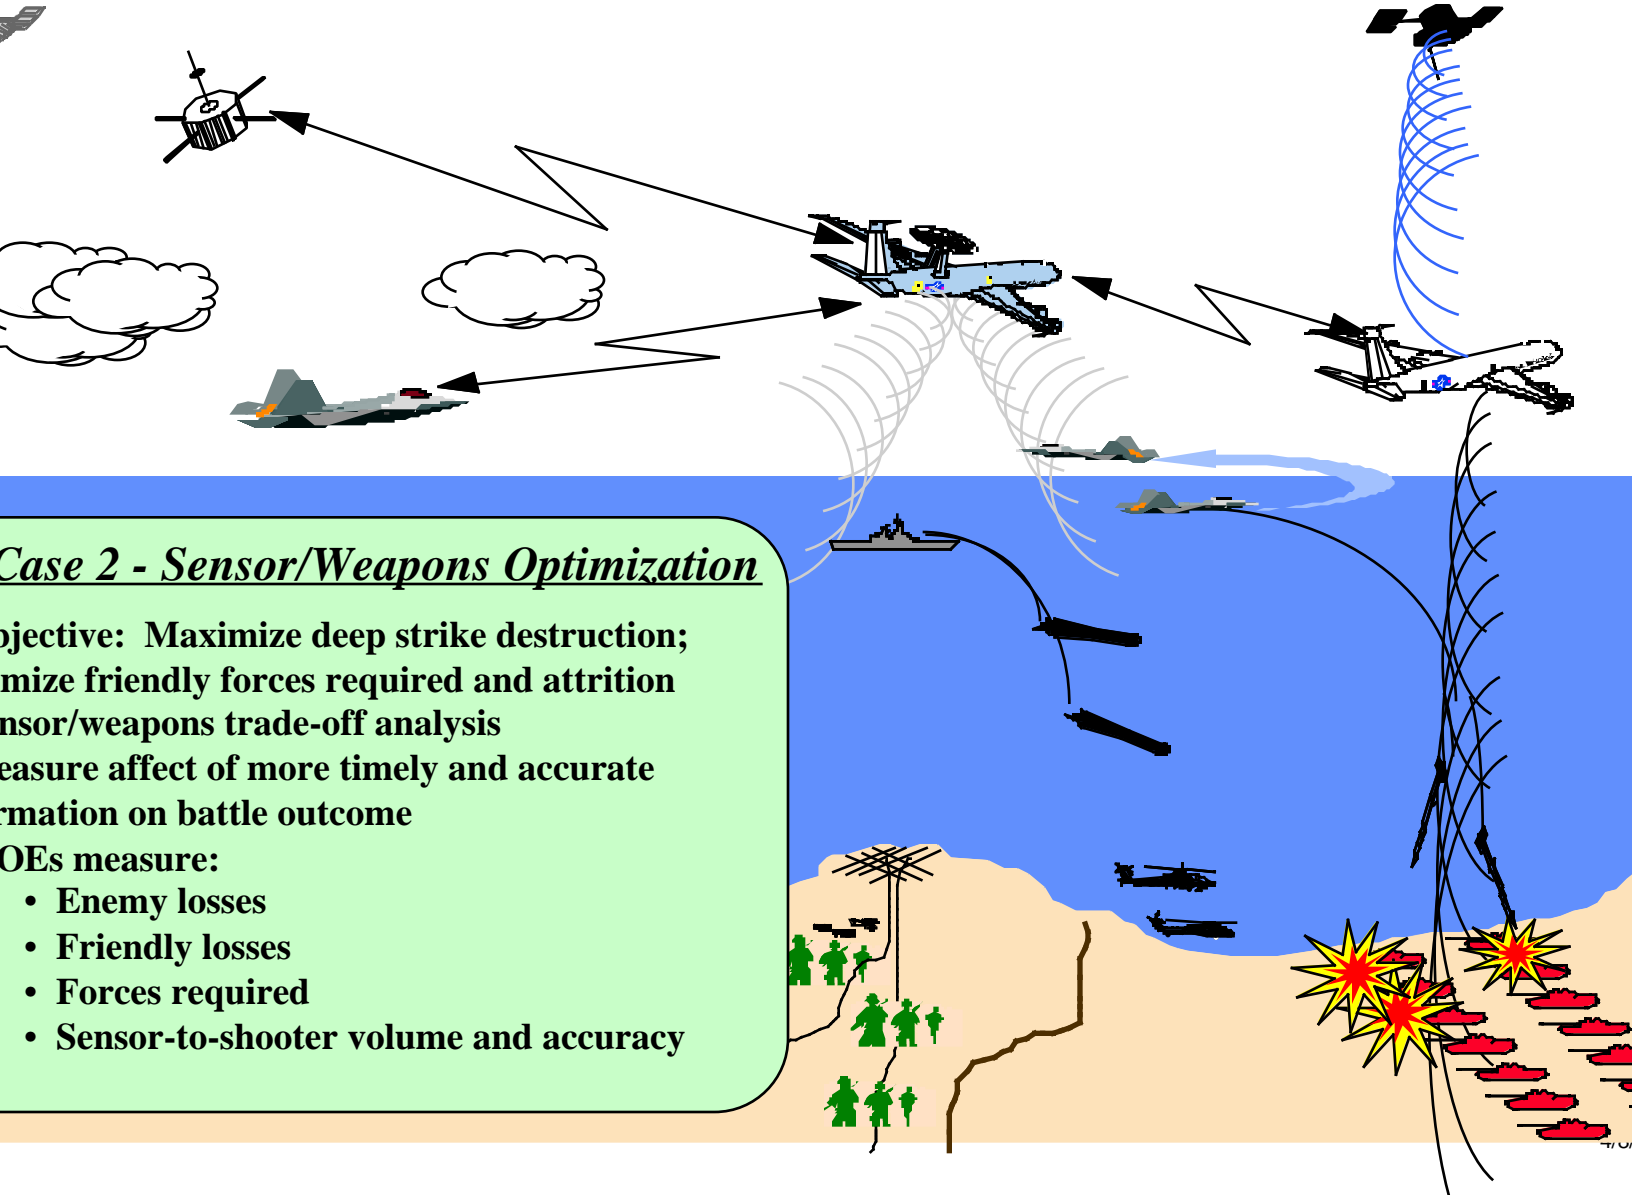 Case 2 - Sensor/Weapons Optimization
bjective: Maximize deep strike destruction;
mize friendly forces required and attrition
nsor/weapons trade-off analysis
easure affect of more timely and accurate
rmation on battle outcome
OEs measure:
• Enemy losses
• Friendly losses
• Forces required
• Sensor-to-shooter volume and accuracy